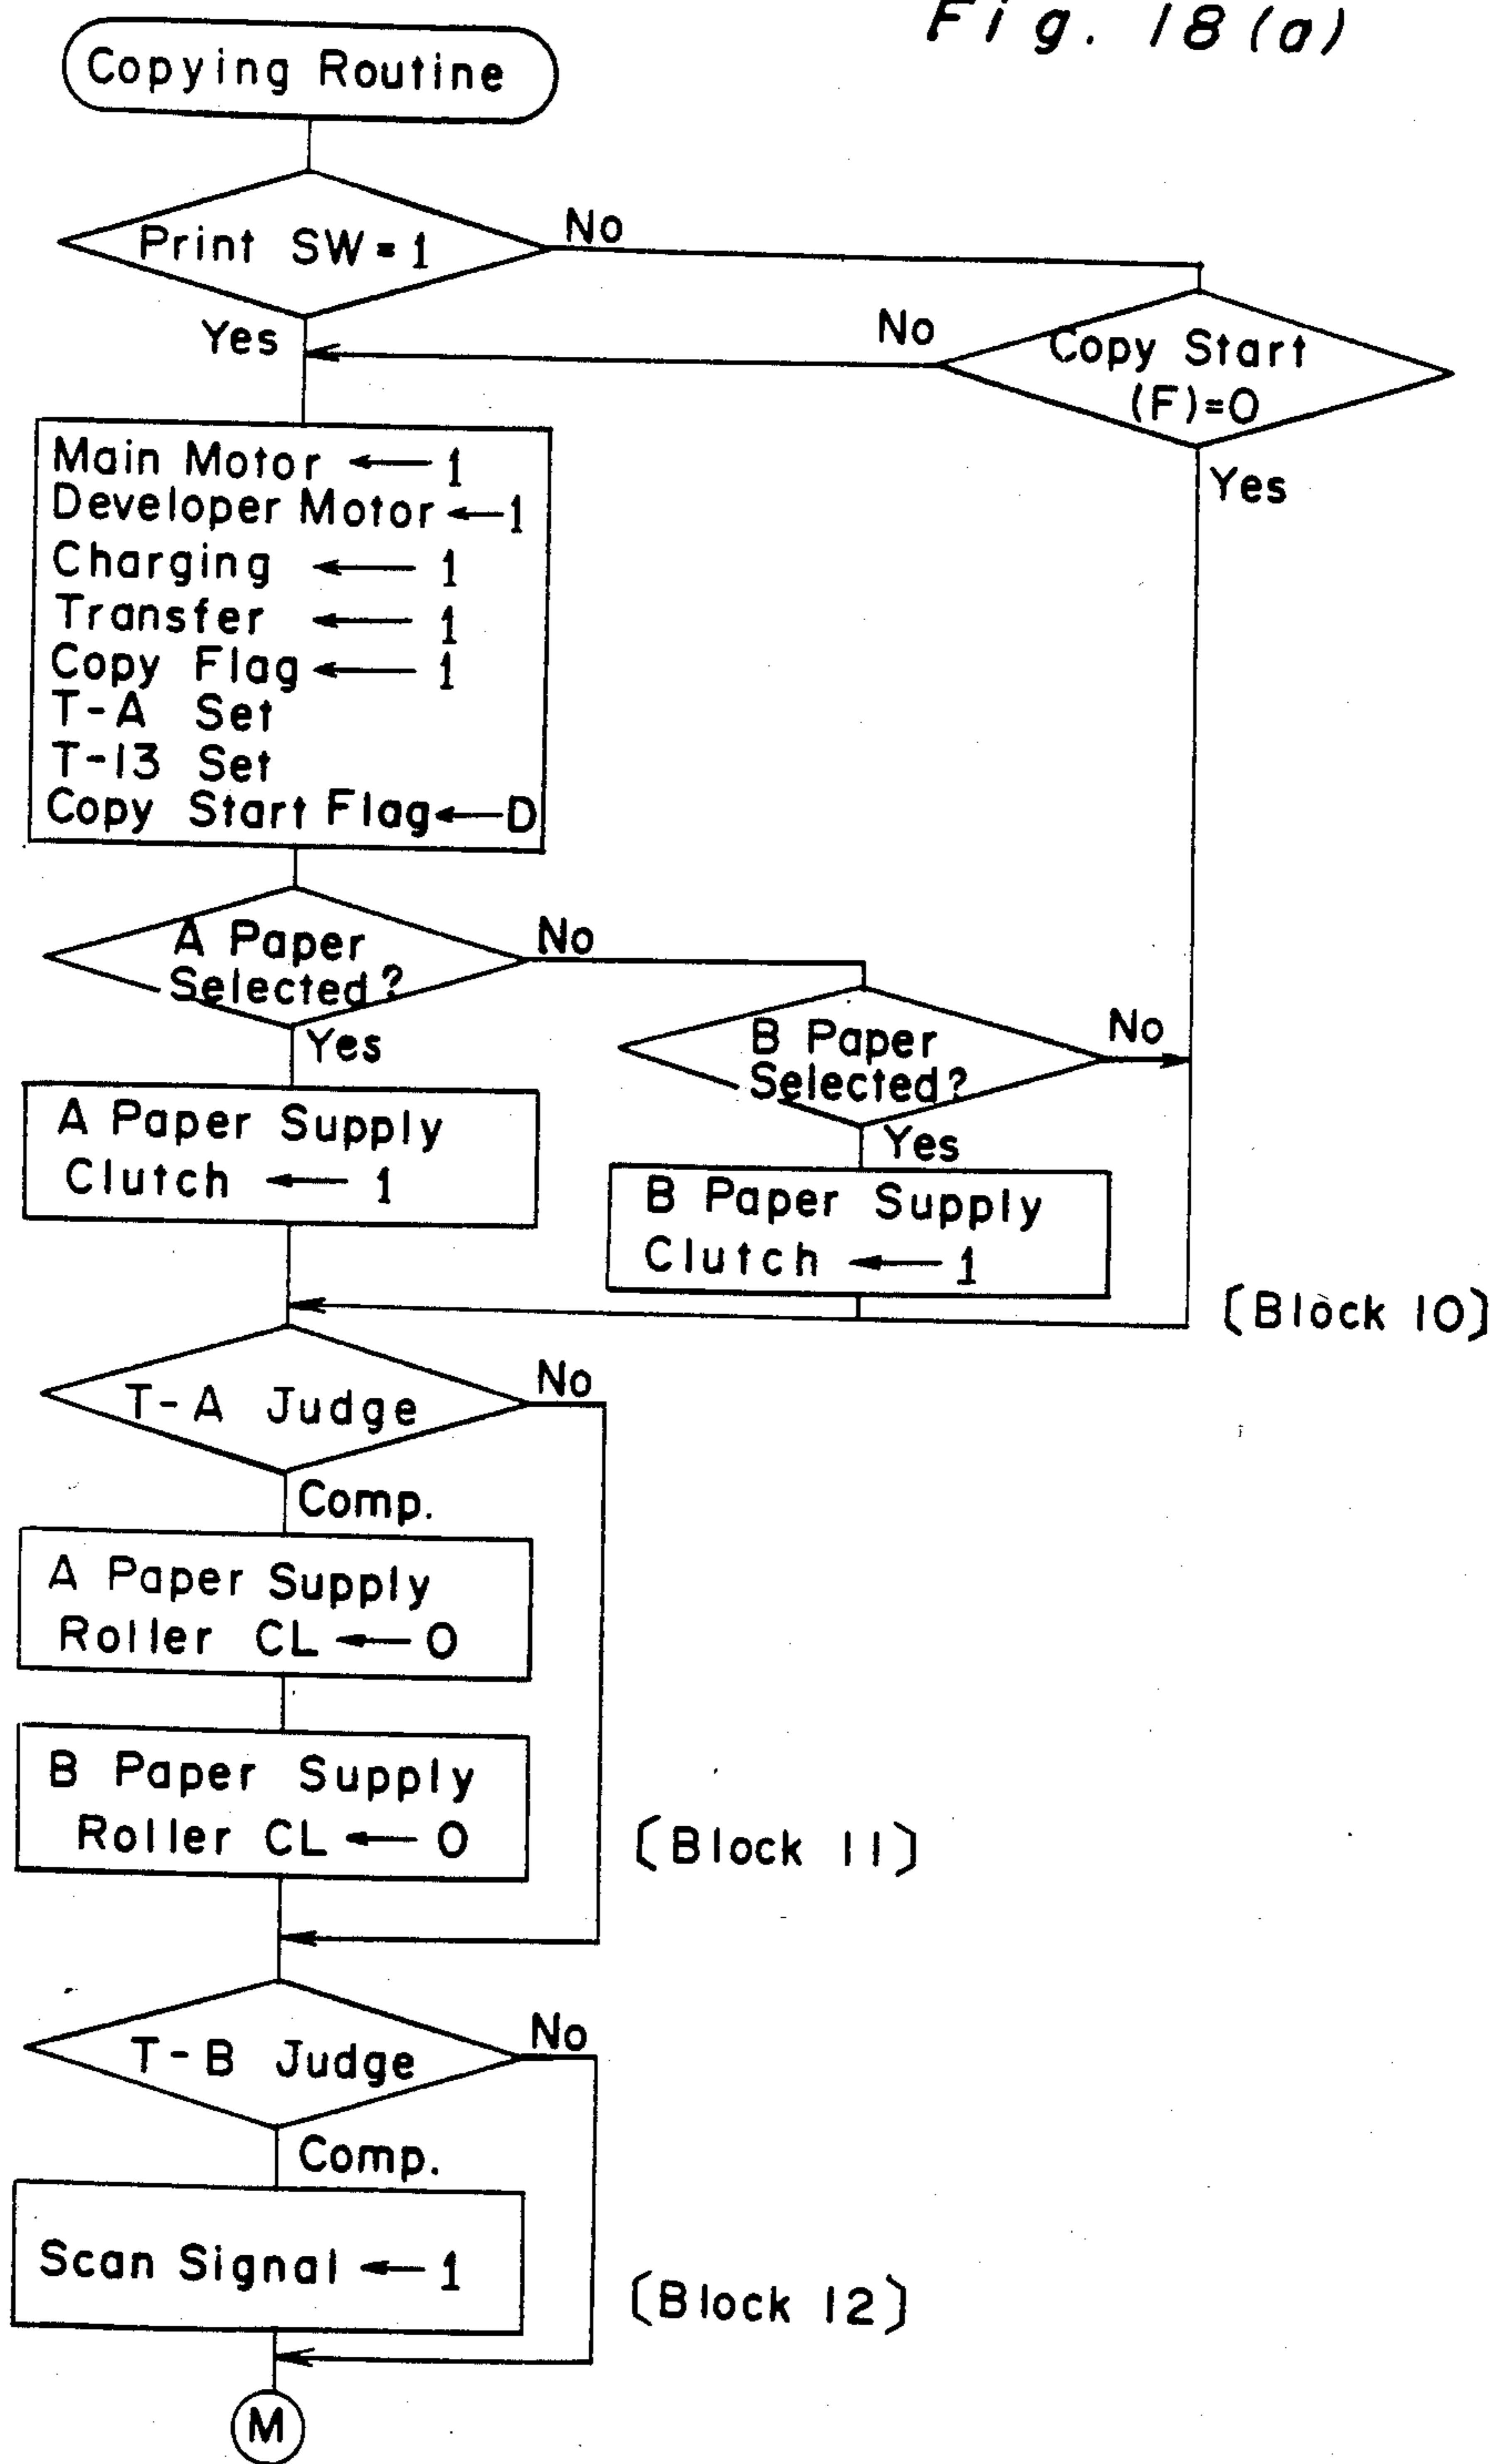 Fig. 18(a)
Copying Routine
Print SW=1
No
Yes
No
Copy Start
(F)=0
Yes
Main Motor ← 1
Developer Motor ← 1
Charging ← 1
Transfer ← 1
Copy Flag ← 1
T-A Set
T-13 Set
Copy Start Flag ← D
A Paper
Selected?
No
Yes
B Paper
Selected?
No
Yes
A Paper Supply
Clutch ← 1
B Paper Supply
Clutch ← 1
(Block 10)
T-A Judge
No
Comp.
A Paper Supply
Roller CL ← 0
B Paper Supply
Roller CL ← 0
(Block 11)
T-B Judge
No
Comp.
Scan Signal ← 1
(Block 12)
M